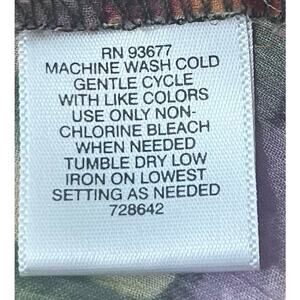 RN 93677
MACHINE WASH COLD
GENTLE CYCLE
WITH LIKE COLORS
USE ONLY NON-
CHLORINE BLEACH
WHEN NEEDED
TUMBLE DRY LOW
IRON ON LOWEST
SETTING AS NEEDED
728642